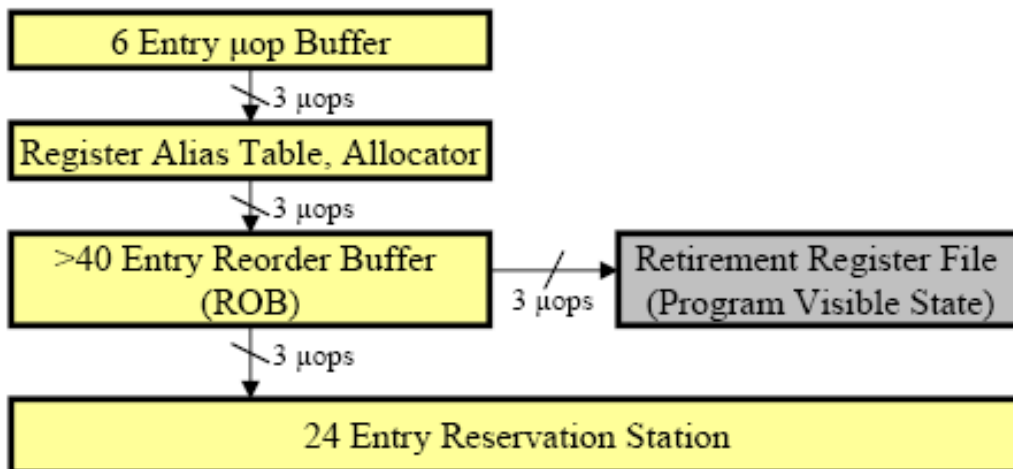 6 Entry μop Buffer
3 μops
Register Alias Table, Allocator
3 μops
>40 Entry Reorder Buffer
(ROB)
3 μops
Retirement Register File
(Program Visible State)
3 μops
24 Entry Reservation Station